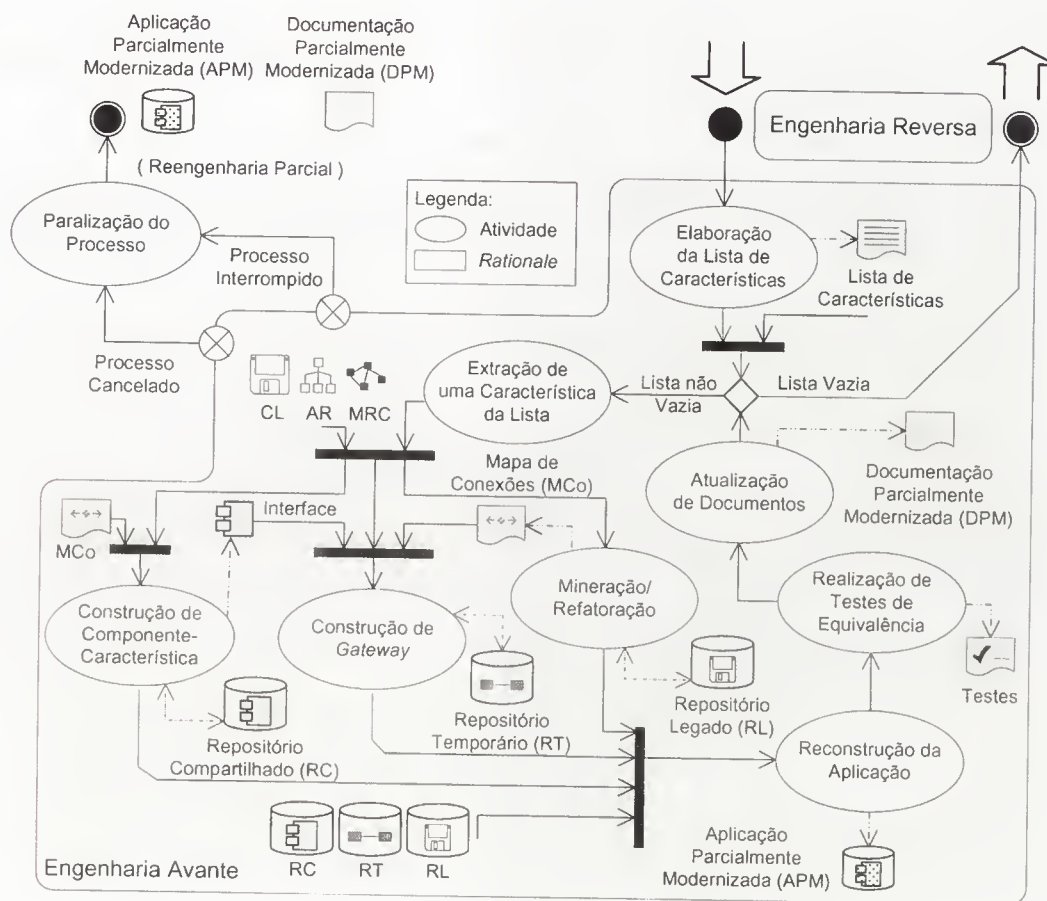 Aplicação
Parcialmente
Modernizada (APM)
Documentação
Parcialmente
Modernizada (DPM)
( Reengenharia Parcial )
Engenharia Reversa
Paralização do
Processo
Legenda:
Atividade
Rationale
Processo
Interrompido
Processo
Cancelado
Elaboração
da Lista de
Características
Lista de
Características
Extração de
uma Característica
da Lista
Lista não
Vazia
Lista Vazia
CL
AR
MRC
Mapa de
Conexões (MCo)
Atualização
de Documentos
Documentação
Parcialmente
Modernizada (DPM)
MCo
Interface
Construção de
Componente-
Característica
Construção de
Gateway
Mineração/
Refatoração
Realização de
Testes de
Equivalência
Testes
Repositório
Compartilhado (RC)
Repositório
Temporário (RT)
Repositório
Legado (RL)
Reconstrução da
Aplicação
RC
RT
RL
Aplicação
Parcialmente
Modernizada (APM)
Engenharia Avante